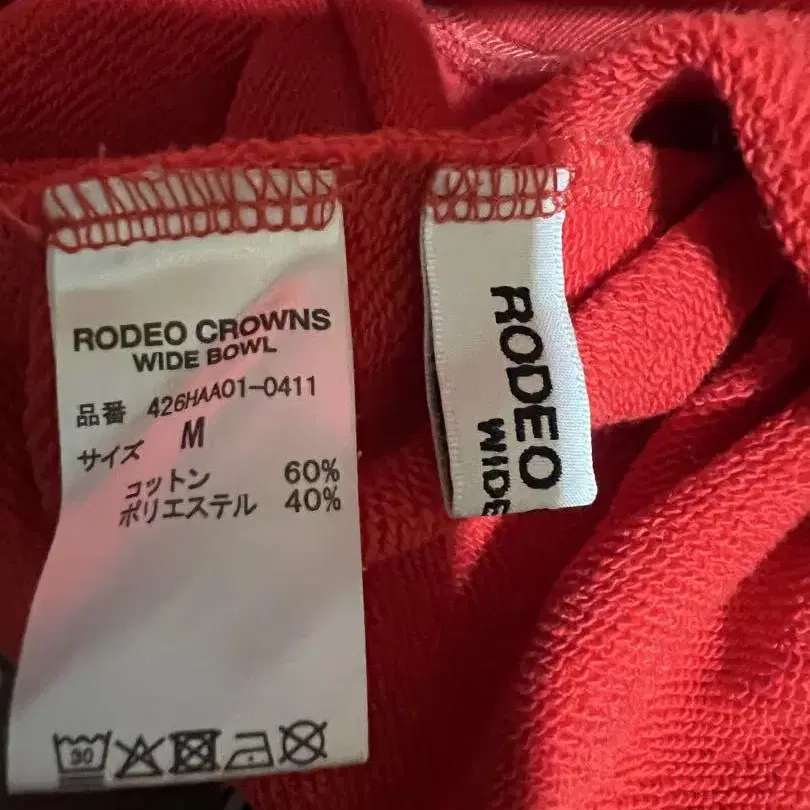 RODEO CROWNS
WIDE BOWL
品番 426HAA01-0411
サイズ M
コットン 60%
ポリエステル 40%
30
RODEO
WIDE